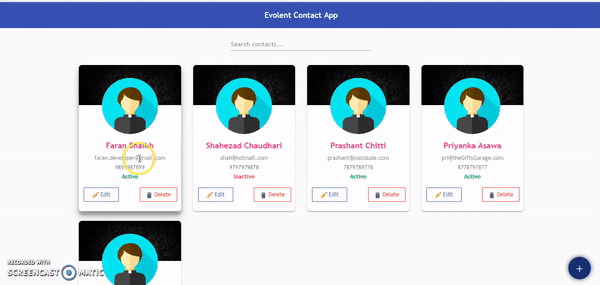 Evolent Contact App
Search contacts...
Faran Shaikh
faran.developer@gmail.com
9897987899
Active
Edit
Delete
Shahezad Chaudhari
shah@hotmail.com
9797979878
Inactive
Edit
Delete
Prashant Chitti
prashant@cooldude.com
7879789778
Active
Edit
Delete
Priyanka Asawa
pri@theGiftsGarage.com
8778797877
Active
Edit
Delete
RECORDED WITH
SCREENCAST MATIC